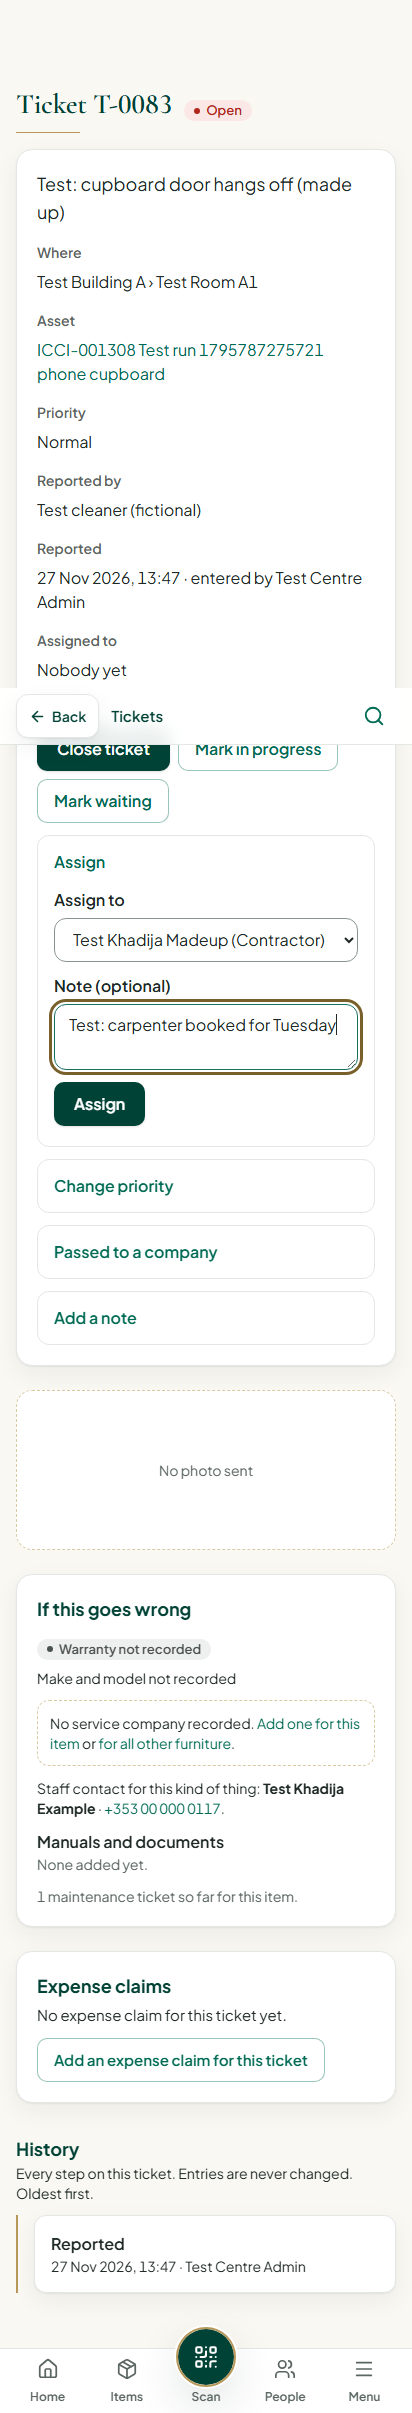 Ticket T-0083
Open
Test: cupboard door hangs off (made
up)
Where
Test Building A › Test Room A1
Asset
ICCI-001308 Test run 1795787275721
phone cupboard
Priority
Normal
Reported by
Test cleaner (fictional)
Reported
27 Nov 2026, 13:47 · entered by Test Centre
Admin
Assigned to
Nobody yet
Back
Tickets
Close ticket
Mark in progress
Mark waiting
Assign
Assign to
Test Khadija Madeup (Contractor)
Note (optional)
Test: carpenter booked for Tuesday
Assign
Change priority
Passed to a company
Add a note
No photo sent
If this goes wrong
Warranty not recorded
Make and model not recorded
No service company recorded. Add one for this
item or for all other furniture.
Staff contact for this kind of thing: Test Khadija
Example · +353 00 000 0117.
Manuals and documents
None added yet.
1 maintenance ticket so far for this item.
Expense claims
No expense claim for this ticket yet.
Add an expense claim for this ticket
History
Every step on this ticket. Entries are never changed.
Oldest first.
Reported
27 Nov 2026, 13:47 · Test Centre Admin
Home
Items
Scan
People
Menu